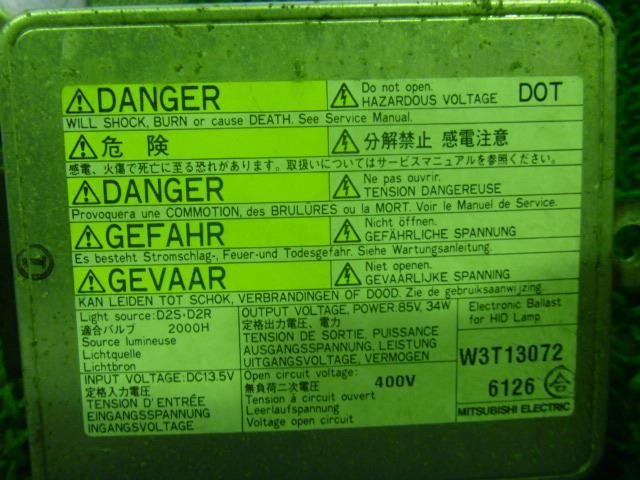 ⚠DANGER
Do not open.
HAZARDOUS VOLTAGE
DOT
WILL SHOCK, BURN or cause DEATH. See Service Manual.
⚠危険
分解禁止 感電注意
感電、火傷で死亡に至る恐れがあります。取扱いについてはサービスマニュアルを参照ください。
⚠DANGER
Ne pas ouvrir.
TENSION DANGEREUSE
Provoquera une COMMOTION, des BRULÛRES ou la MORT. Voir le Manuel de Service.
⚠GEFAHR
Nicht öffnen.
GEFÄHRLICHE SPANNUNG
Es besteht Stromschlag-, Feuer-und Todesgefahr. Siehe Wartungsanleitung.
⚠GEVAAR
Niet openen.
GEVAARLIJKE SPANNING
KAN LEIDEN TOT SCHOK, VERBRANDINGEN OF DOOD. Zie de gebruiksaanwijzing.
Light source:D2S·D2R
適合バルブ 2000H
Source lumineuse
Lichtquelle
Lichtbron
INPUT VOLTAGE:DC13.5V
定格入力電圧
TENSION D'ENTRÉE
EINGANGSSPANNUNG
INGANGSVOLTAGE
OUTPUT VOLTAGE, POWER:85V, 34W
定格出力電圧、電力
TENSION DE SORTIE, PUISSANCE
AUSGANGSSPANNUNG, LEISTUNG
UITGANGSVOLTAGE, VERMOGEN
Open circuit voltage:
無負荷二次電圧 400V
Tension à circuit ouvert
Leerlaufspannung
Voltage open circuit
Electronic Ballast
for HID Lamp
W3T13072
6126
MITSUBISHI ELECTRIC